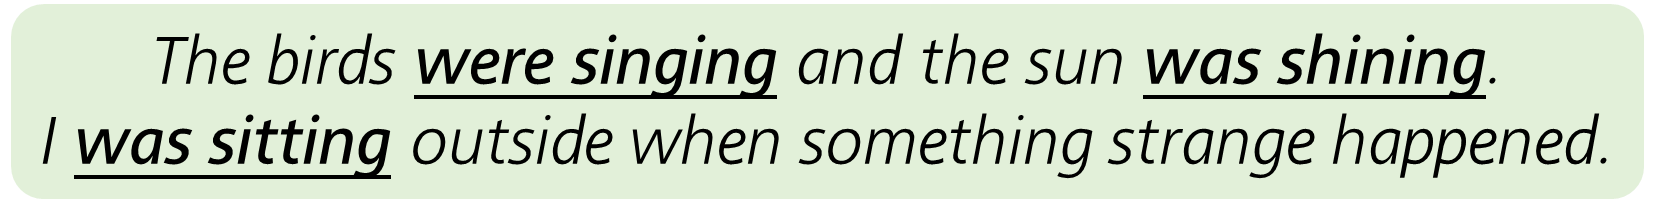 The birds were singing and the sun was shining.
I was sitting outside when something strange happened.